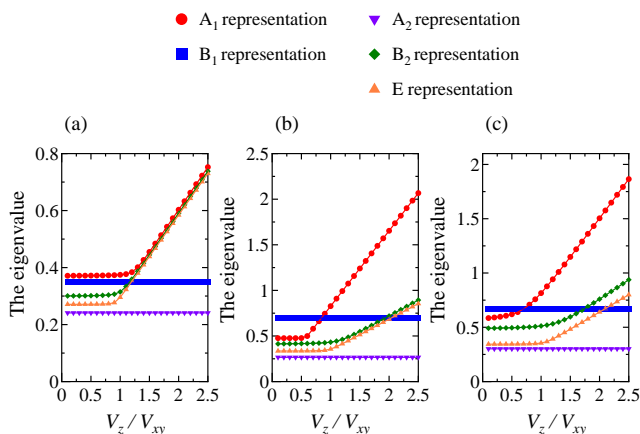 A1 representation
A2 representation
B1 representation
B2 representation
E representation
(a)
(b)
(c)
The eigenvalue
0.8
0.6
0.4
0.2
0
0 0.5 1 1.5 2 2.5
Vz / Vxy
The eigenvalue
2.5
2
1.5
1
0.5
0
0 0.5 1 1.5 2 2.5
Vz / Vxy
The eigenvalue
2
1.5
1
0.5
0
0 0.5 1 1.5 2 2.5
Vz / Vxy